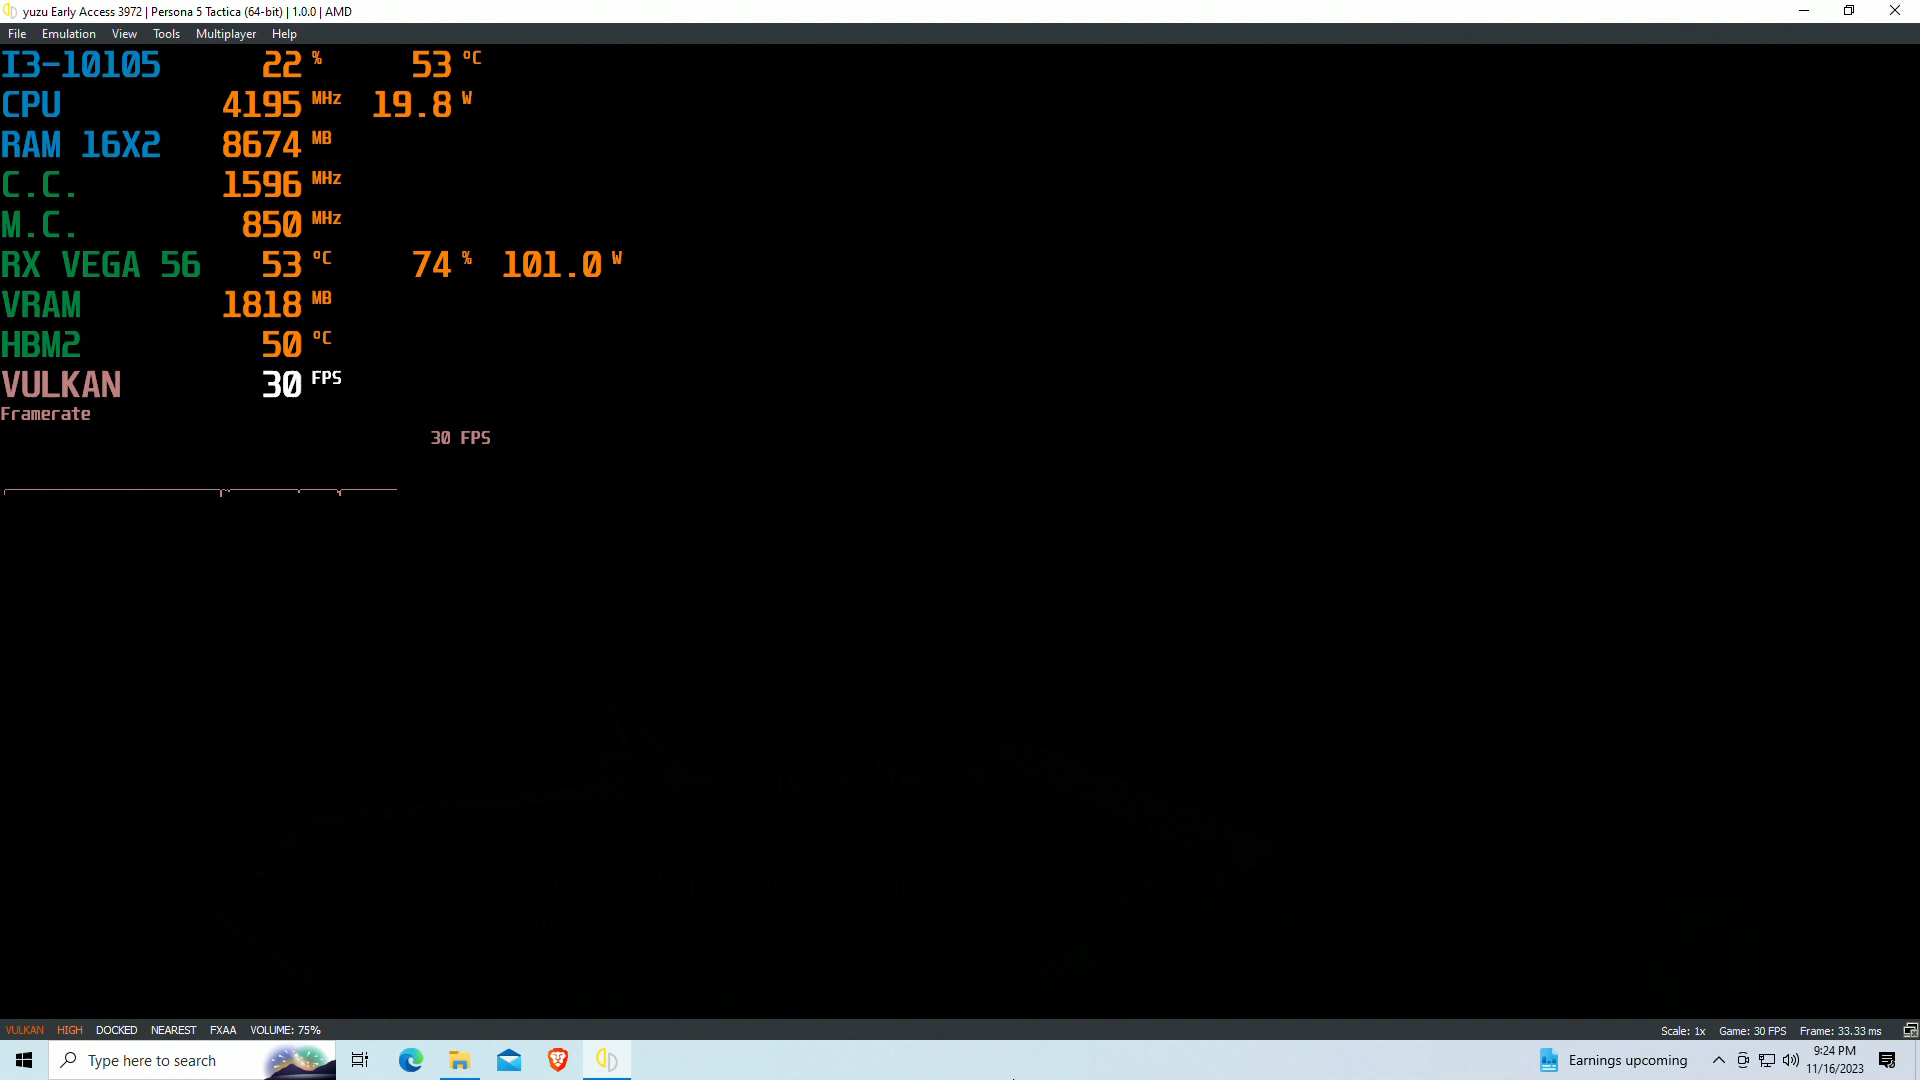 yuzu Early Access 3972 | Persona 5 Tactica (64-bit) | 1.0.0 | AMD
File Emulation View Tools Multiplayer Help
I3-10105 22 % 53 °C
CPU 4195 MHz 19.8 W
RAM 16X2 8674 MB
C.C. 1596 MHz
M.C. 850 MHz
RX VEGA 56 53 °C 74 % 101.0 W
VRAM 1818 MB
HBM2 50 °C
VULKAN 30 FPS
Framerate
30 FPS
VULKAN HIGH DOCKED NEAREST FXAA VOLUME: 75% Scale: 1x Game: 30 FPS Frame: 33.33 ms
Type here to search Earnings upcoming 9:24 PM
11/16/2023